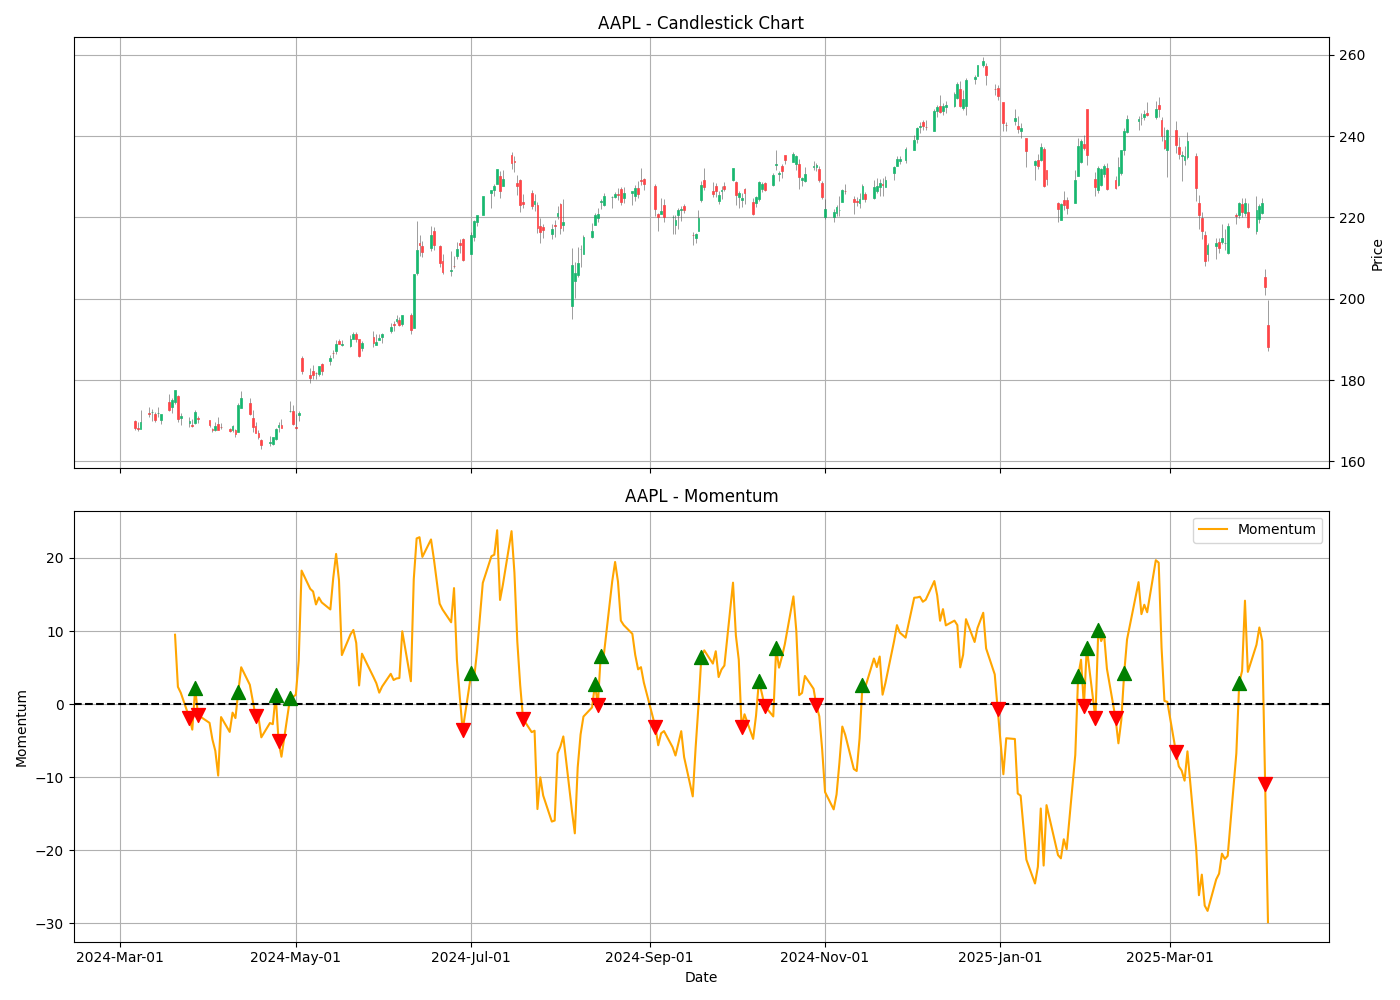 AAPL - Candlestick Chart
260
240
220
200
180
160
Price
AAPL - Momentum
Momentum
20
10
0
−10
−20
−30
Momentum
2024-Mar-01
2024-May-01
2024-Jul-01
2024-Sep-01
2024-Nov-01
2025-Jan-01
2025-Mar-01
Date